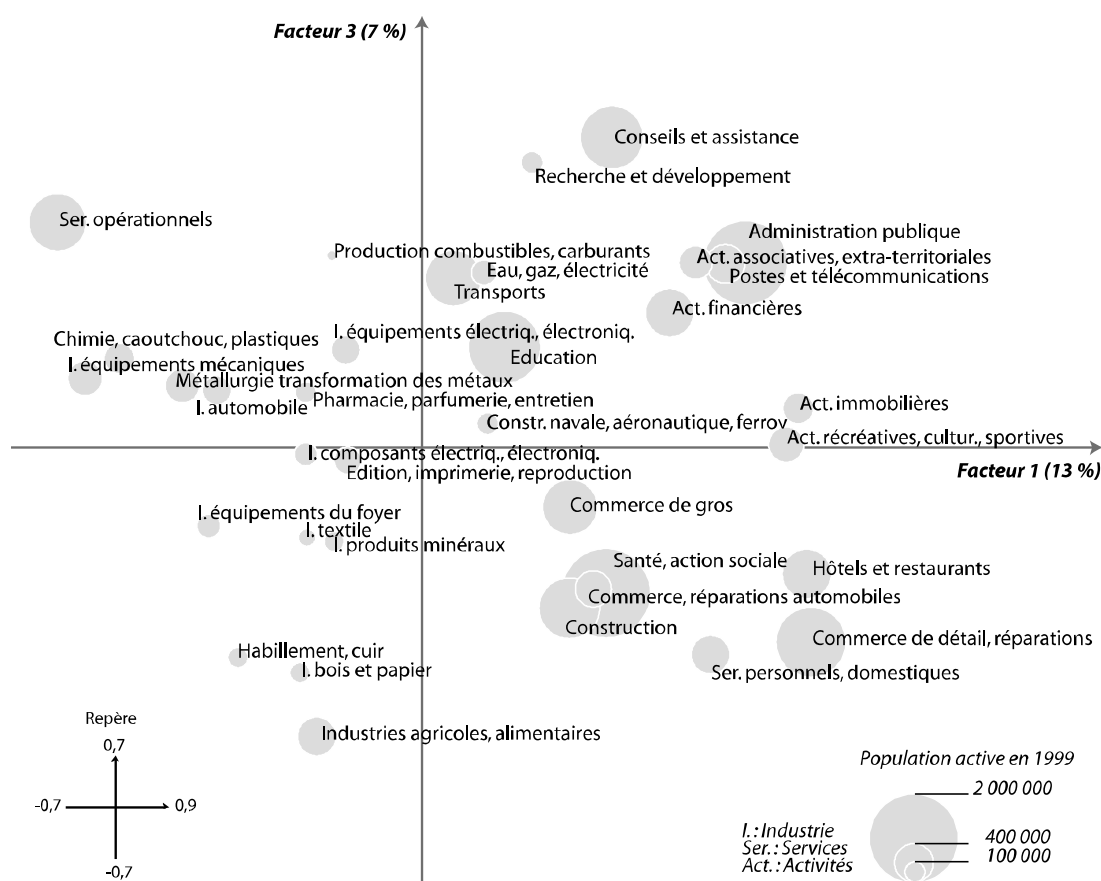 Facteur 3 (7 %)
Conseils et assistance
Recherche et développement
Ser. opérationnels
Administration publique
Production combustibles, carburants
Act. associatives, extra-territoriales
Eau, gaz, électricité
Postes et télécommunications
Transports
Act. financières
I. équipements électriq., électroniq.
Chimie, caoutchouc, plastiques
Education
I. équipements mécaniques
Métallurgie transformation des métaux
Pharmacie, parfumerie, entretien
Act. immobilières
I. automobile
Constr. navale, aéronautique, ferrov
Act. récréatives, cultur., sportives
I. composants électriq., électroniq.
Facteur 1 (13 %)
Edition, imprimerie, reproduction
Commerce de gros
I. équipements du foyer
I. textile
I. produits minéraux
Santé, action sociale
Hôtels et restaurants
Commerce, réparations automobiles
Construction
Commerce de détail, réparations
Habillement, cuir
I. bois et papier
Ser. personnels, domestiques
Industries agricoles, alimentaires
Repère
0,7
-0,7
0,9
-0,7
Population active en 1999
2 000 000
400 000
100 000
I. : Industrie
Ser. : Services
Act. : Activités